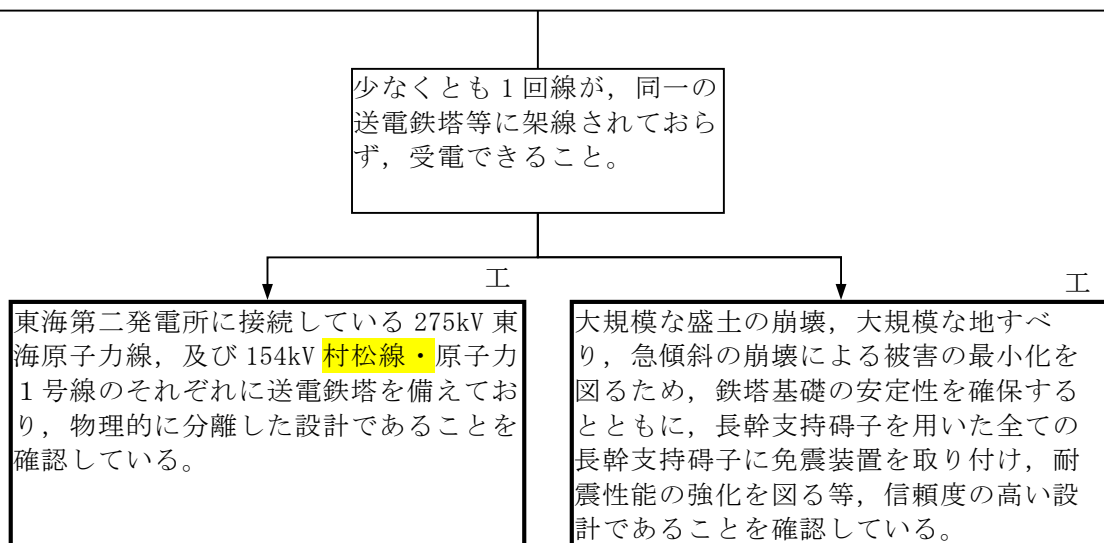 少なくとも1回線が，同一の
送電鉄塔等に架線されておら
ず，受電できること。
工
東海第二発電所に接続している 275kV 東
海原子力線，及び 154kV 村松線・原子力
１号線のそれぞれに送電鉄塔を備えてお
り，物理的に分離した設計であることを
確認している。
工
大規模な盛土の崩壊，大規模な地すべ
り，急傾斜の崩壊による被害の最小化を
図るため，鉄塔基礎の安定性を確保する
とともに，長幹支持碍子を用いた全ての
長幹支持碍子に免震装置を取り付け，耐
震性能の強化を図る等，信頼度の高い設
計であることを確認している。